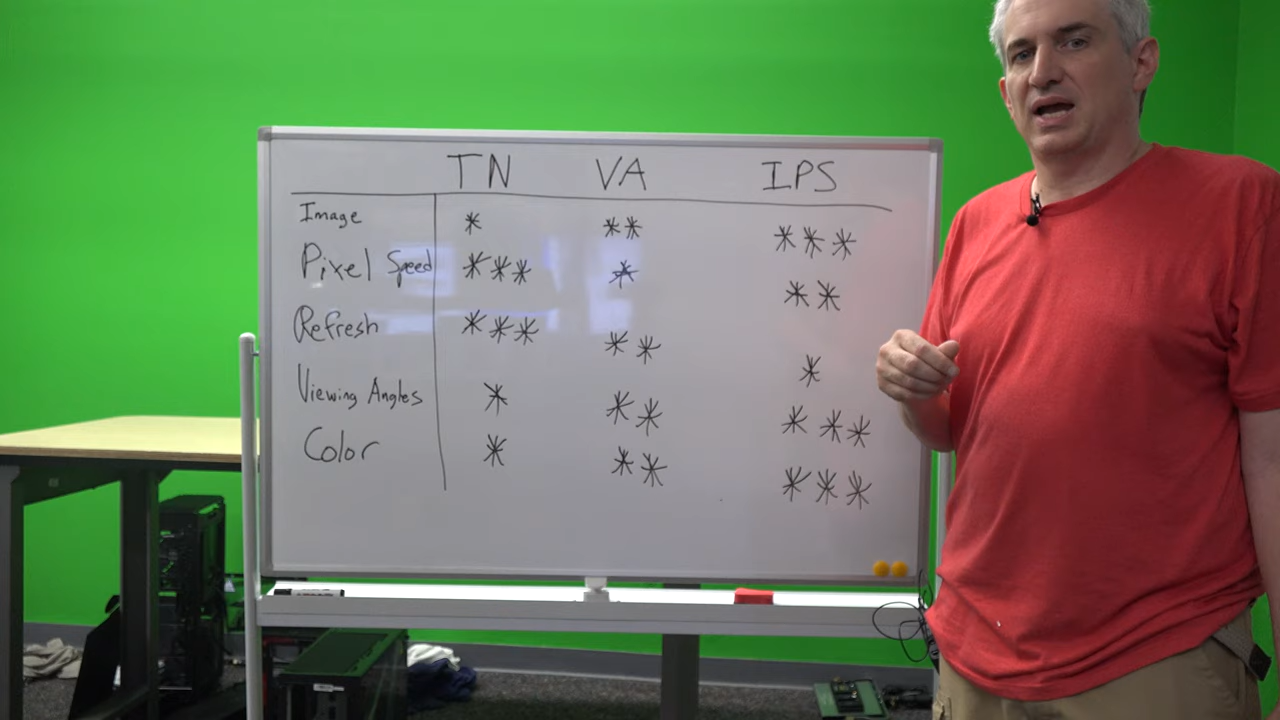 TN VA IPS
Image * ** ***
Pixel Speed *** * **
Refresh *** ** *
Viewing Angles * ** ***
Color * ** ***